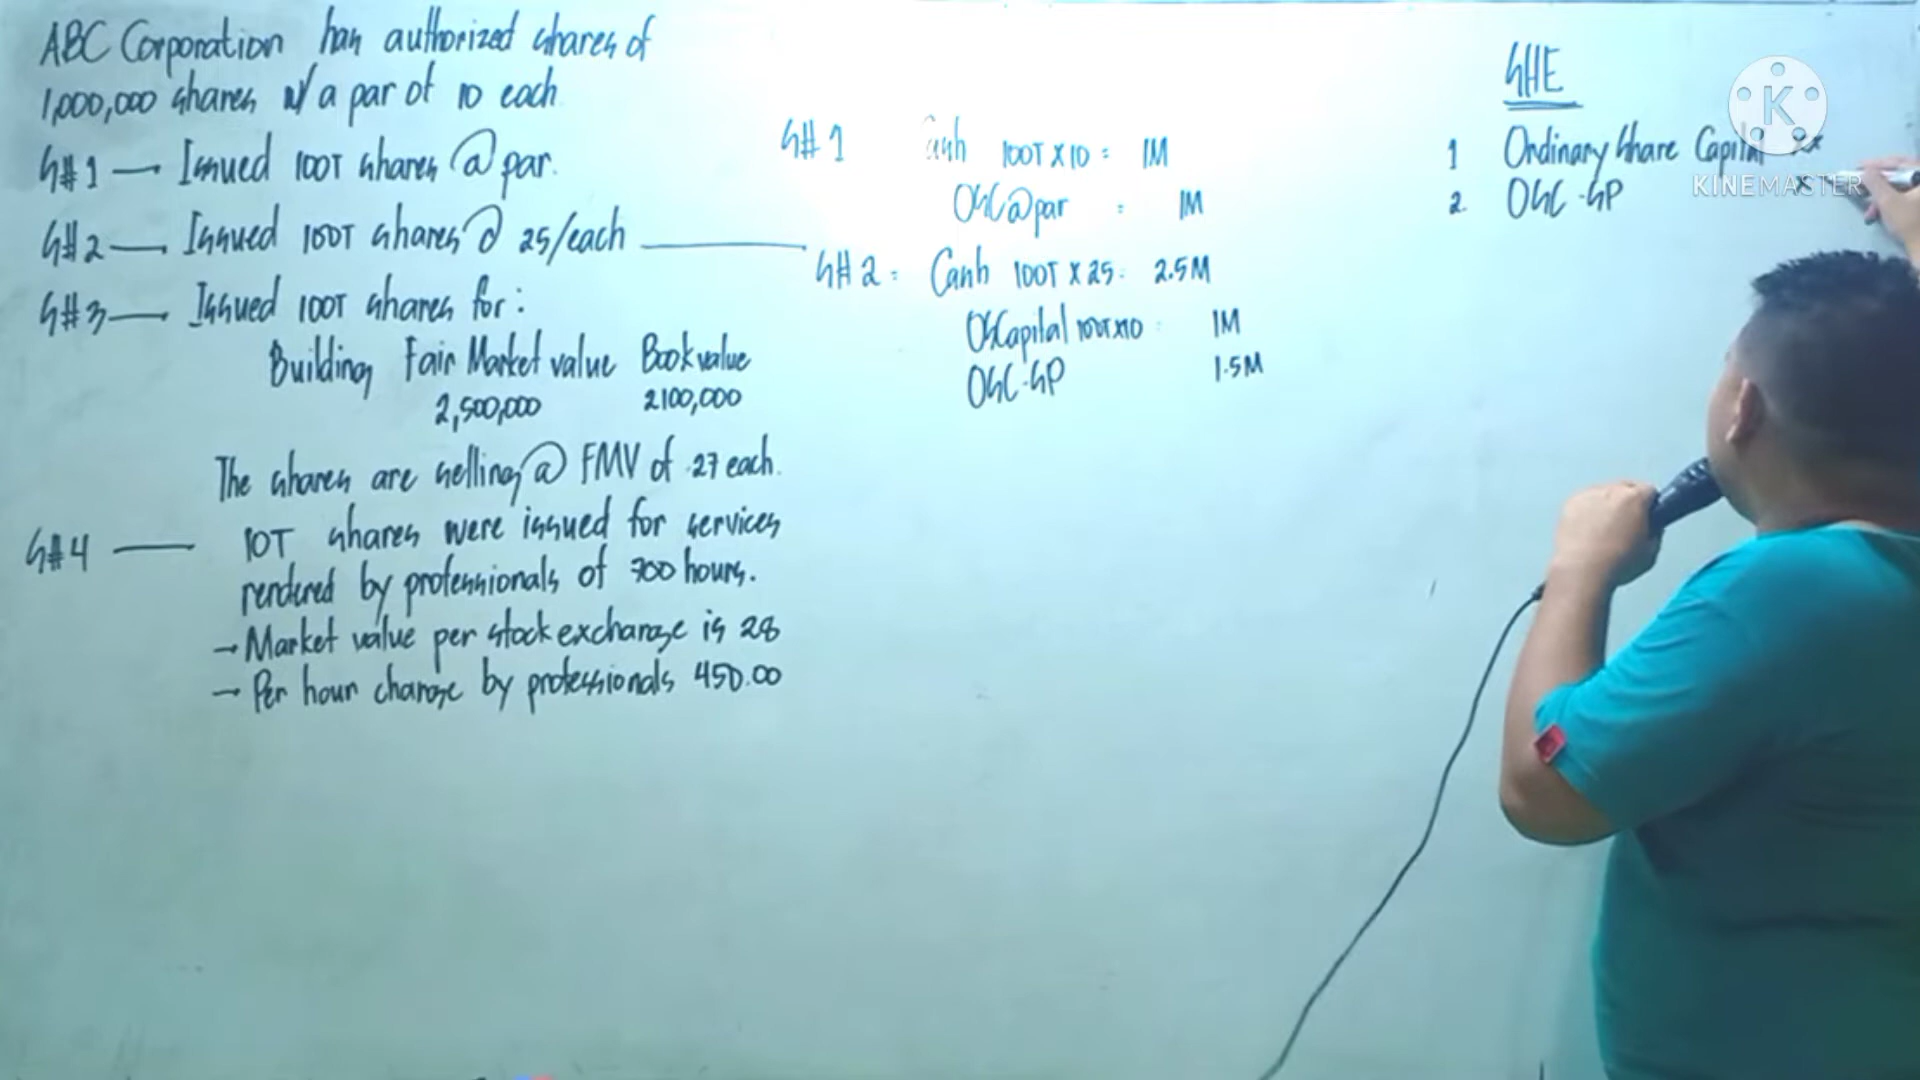 ABC Corporation has authorized shares of
1,000,000 shares w/ a par of 10 each
S#1 — Issued 100T shares @ par.
S#2 — Issued 100T shares @ 25/each
S#3 — Issued 100T shares for:
Building Fair Market value Book value
2,500,000 2100,000
The shares are selling @ FMV of 27 each.
S#4 — 10T shares were issued for services
rendered by professionals of 700 hours.
→ Market value per stock exchange is 28
→ Per hour charge by professionals 450.00
S#1 Cash 100T X 10 = 1M
OSC@par = 1M
S#2 = Cash 100T X 25 = 2.5M
OSCapital 100TX10 = 1M
OSC-SP 1.5M
SHE
1 Ordinary Share Capital xx
2. OSC-SP x
K
KINEMASTER